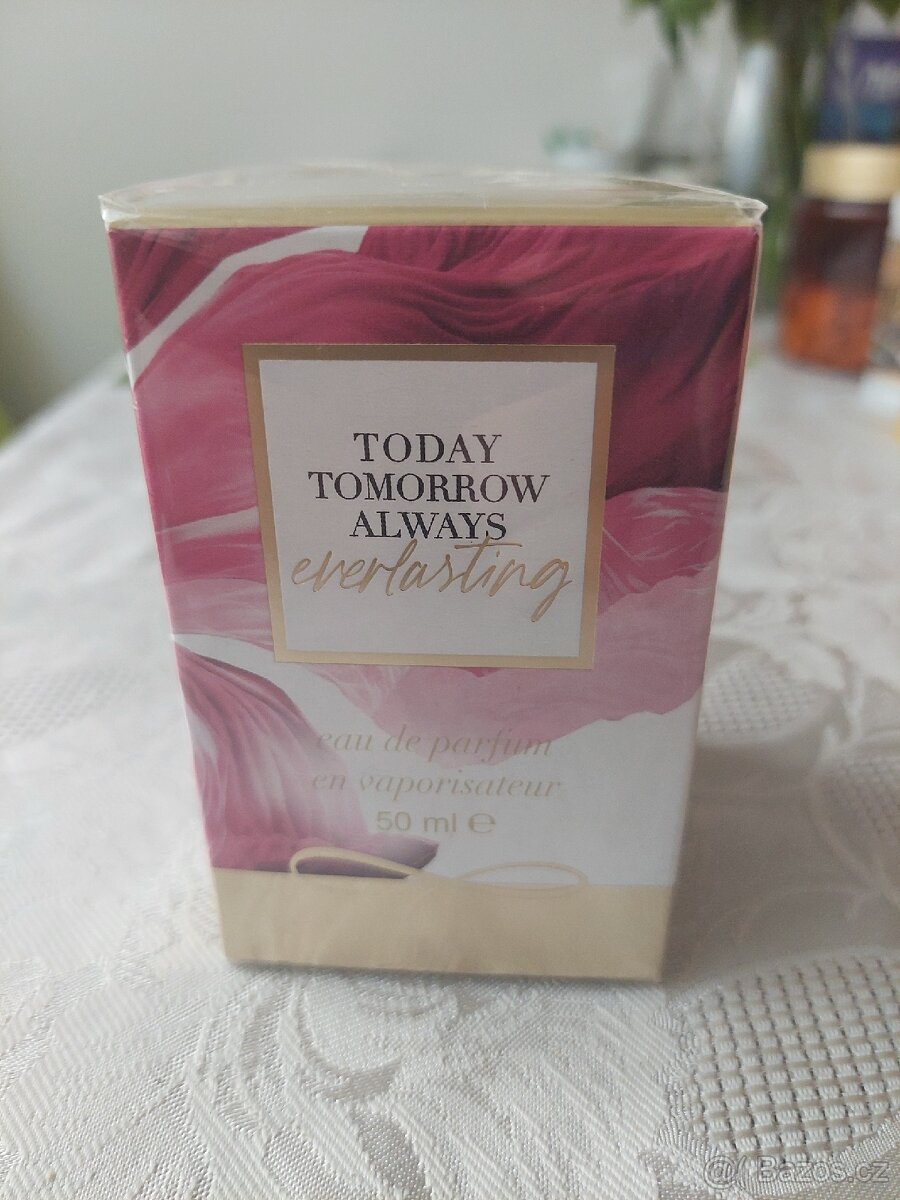 TODAY
TOMORROW
ALWAYS
everlasting
eau de parfum
en vaporisateur
50 ml ℮
@ Bazos.cz